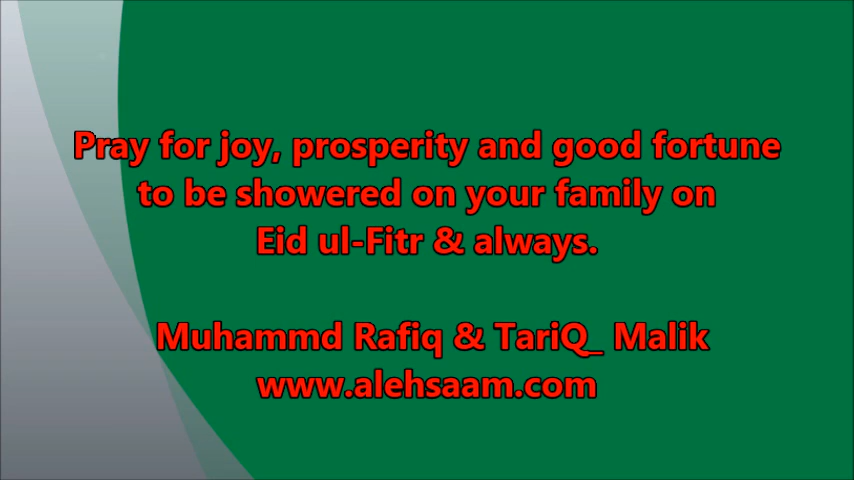 Pray for joy, prosperity and good fortune
to be showered on your family on
Eid ul-Fitr & always.
Muhammd Rafiq & TariQ_ Malik
www.alehsaam.com